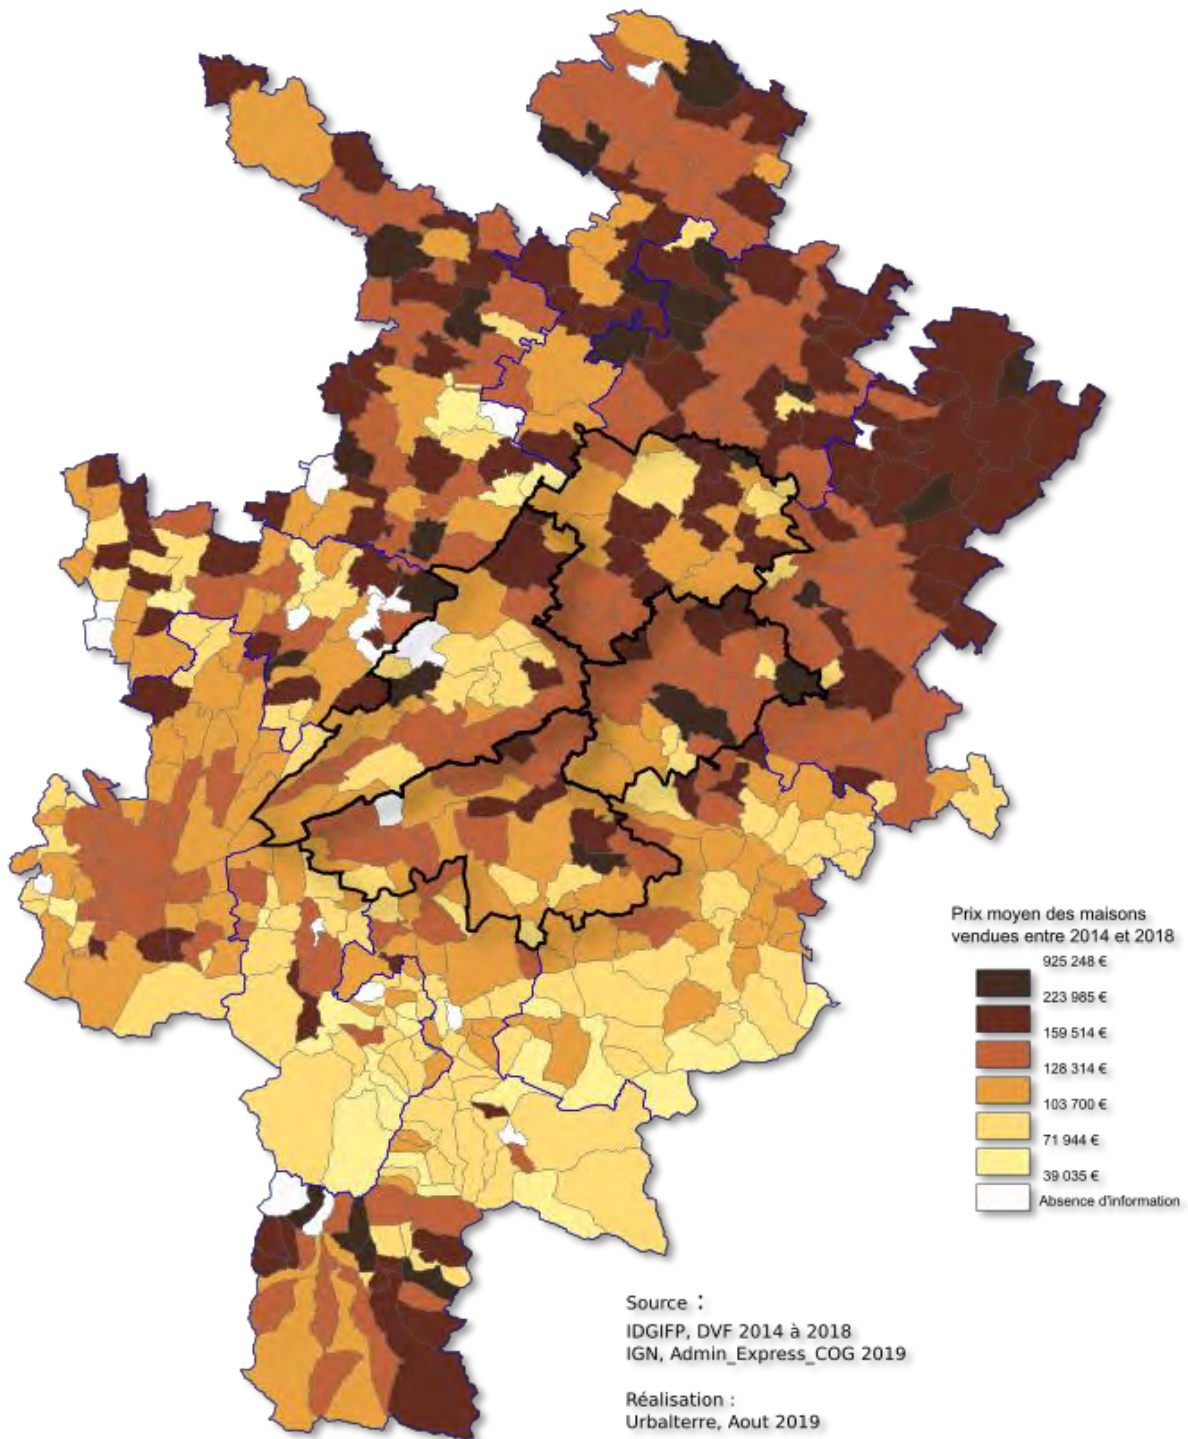 Prix moyen des maisons
vendues entre 2014 et 2018
925 248 €
223 985 €
159 514 €
128 314 €
103 700 €
71 944 €
39 035 €
Absence d'information
Source :
IDGIFP, DVF 2014 à 2018
IGN, Admin_Express_COG 2019
Réalisation :
Urbalterre, Aout 2019